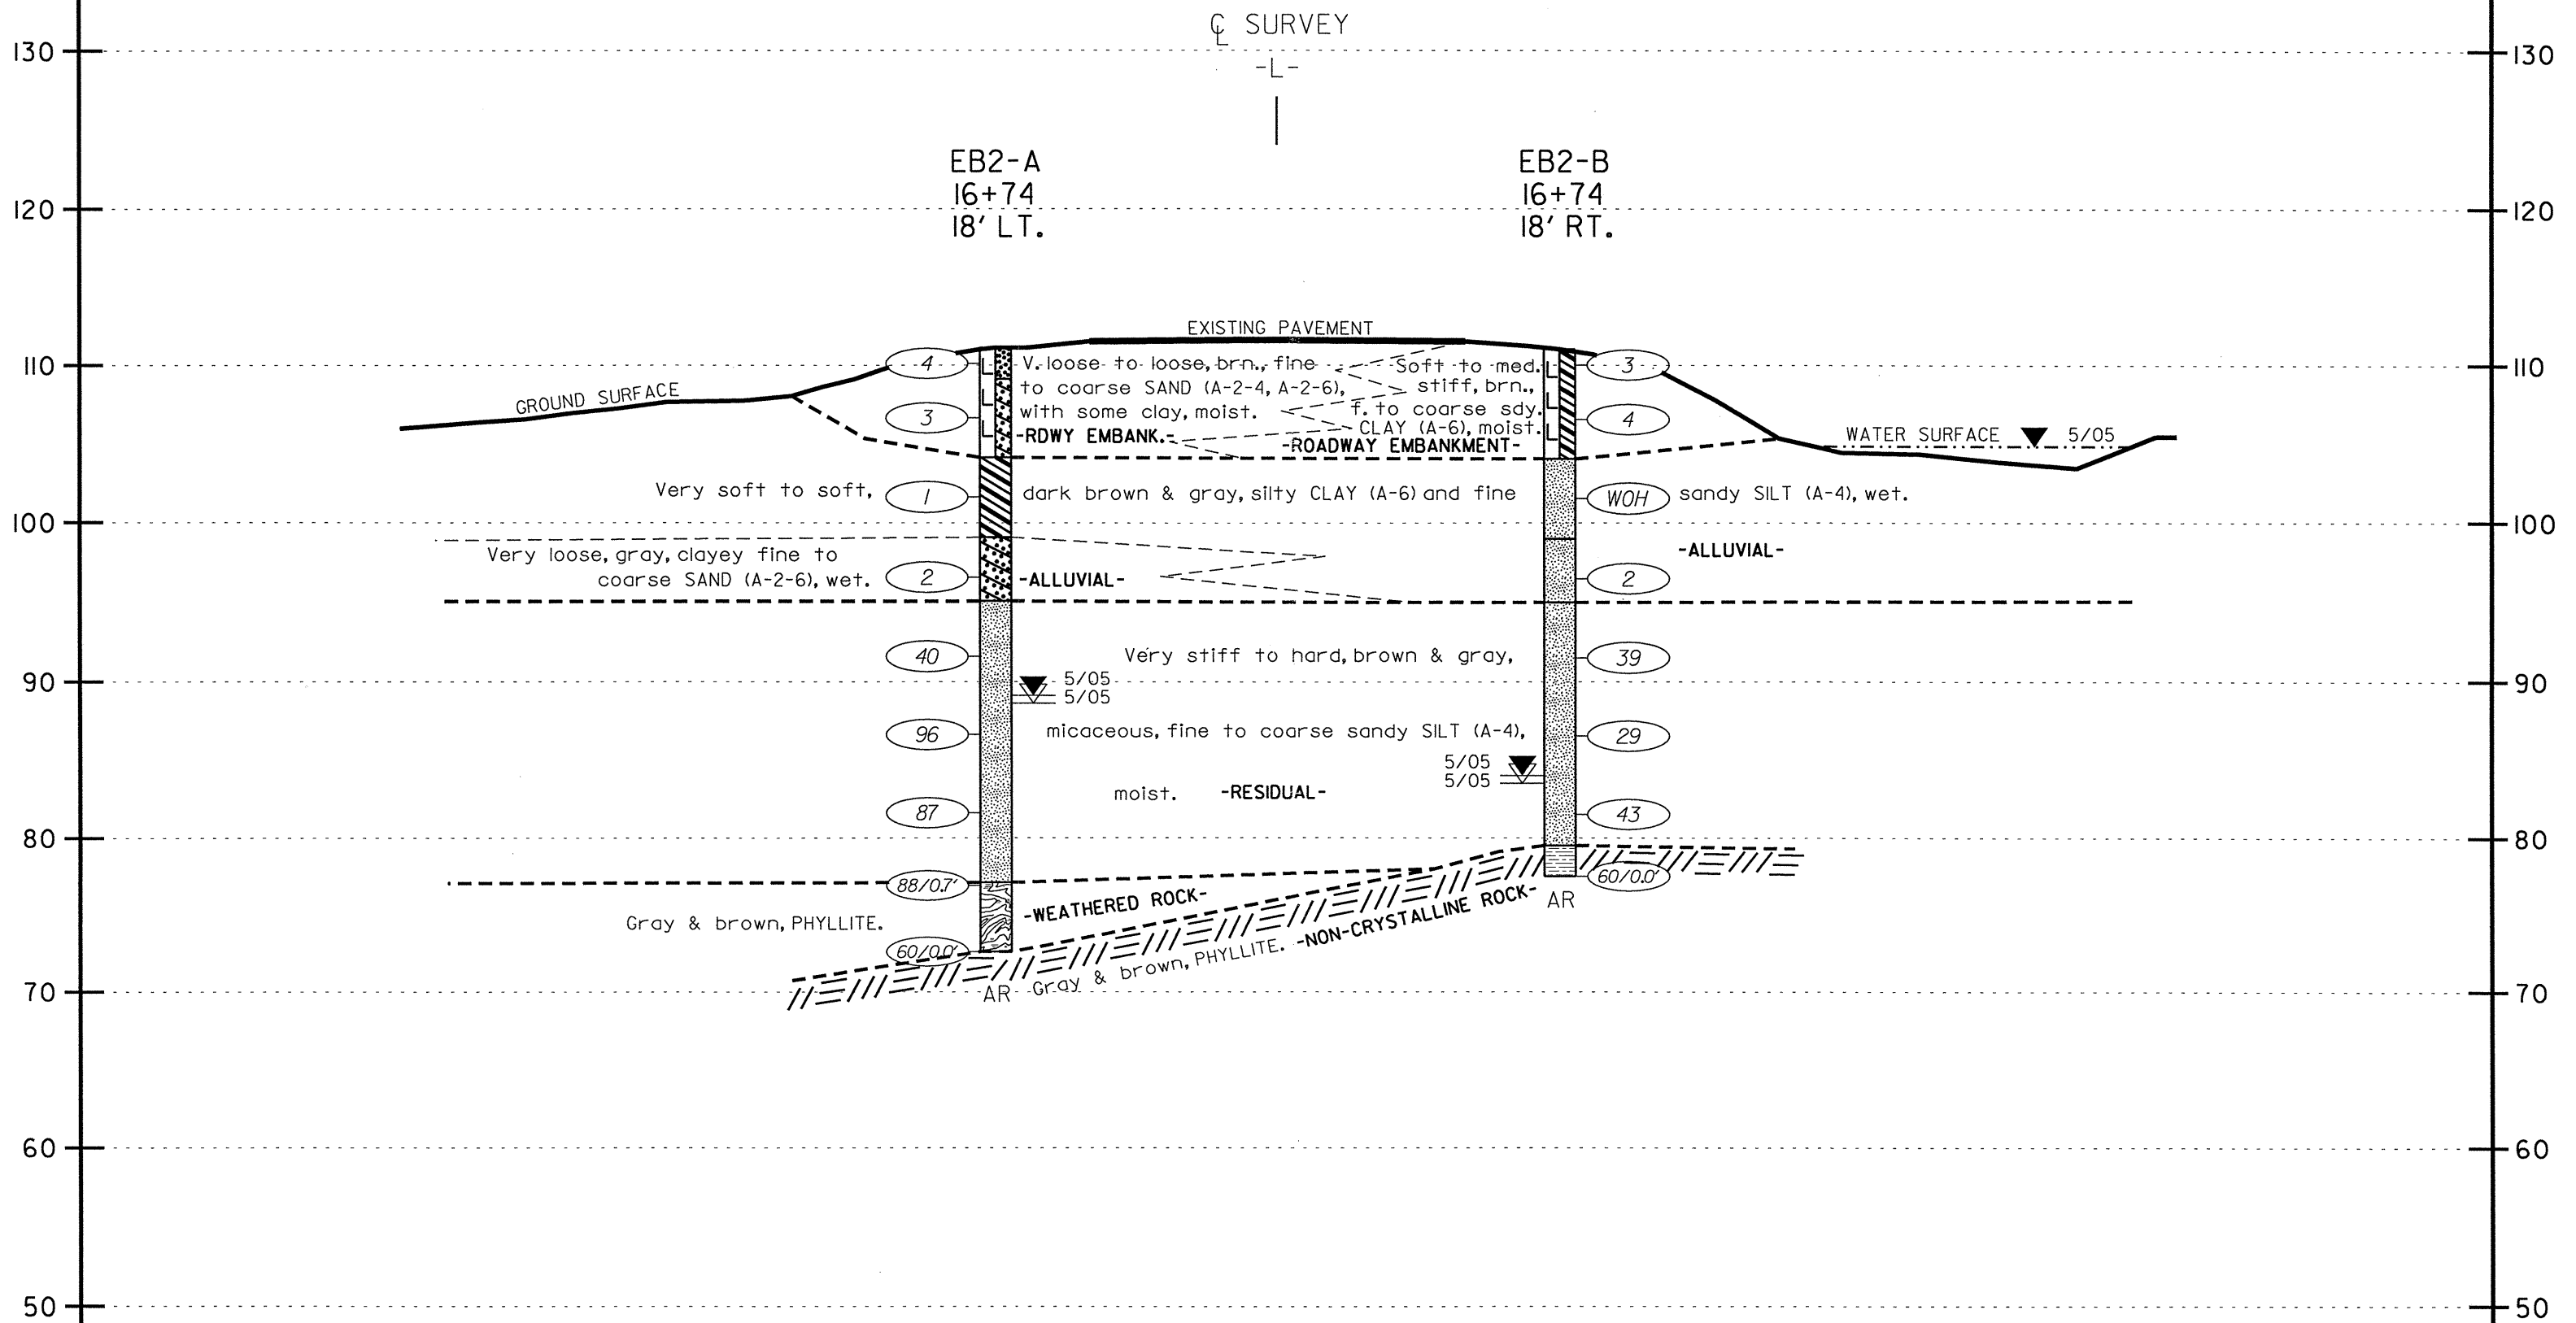 ℄ SURVEY
-L-
130
130
EB2-A
16+74
18' LT.
EB2-B
16+74
18' RT.
120
120
EXISTING PAVEMENT
110
110
4
V. loose to loose, brn., fine
to coarse SAND (A-2-4, A-2-6),
with some clay, moist.
-RDWY EMBANK.-
Soft to med.
stiff, brn.,
f. to coarse sdy.
CLAY (A-6), moist.
-ROADWAY EMBANKMENT-
3
GROUND SURFACE
3
4
WATER SURFACE 5/05
Very soft to soft,
1
dark brown & gray, silty CLAY (A-6) and fine
WOH
sandy SILT (A-4), wet.
100
100
Very loose, gray, clayey fine to
coarse SAND (A-2-6), wet.
2
-ALLUVIAL-
-ALLUVIAL-
2
40
Very stiff to hard, brown & gray,
39
90
90
5/05
5/05
96
micaceous, fine to coarse sandy SILT (A-4),
29
5/05
5/05
87
moist. -RESIDUAL-
43
80
80
88/0.7'
60/0.0'
-WEATHERED ROCK-
AR
Gray & brown, PHYLLITE.
60/0.0'
Gray & brown, PHYLLITE. -NON-CRYSTALLINE ROCK-
AR
70
70
60
60
50
50